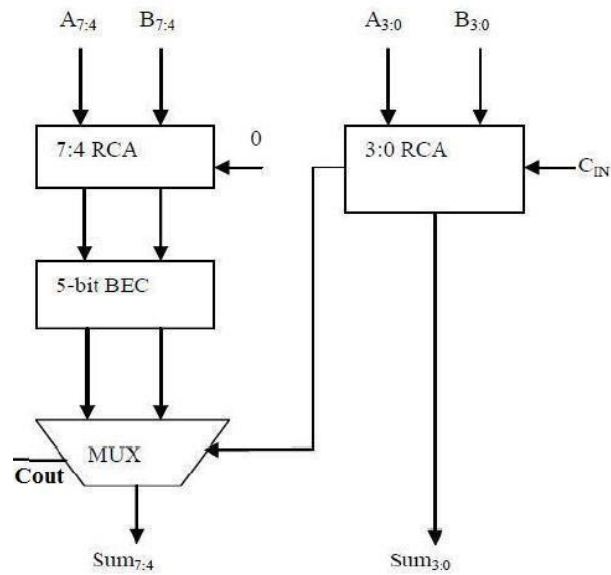 A7:4 B7:4 A3:0 B3:0
7:4 RCA
0
3:0 RCA
CIN
5-bit BEC
MUX
Cout
Sum7:4
Sum3:0